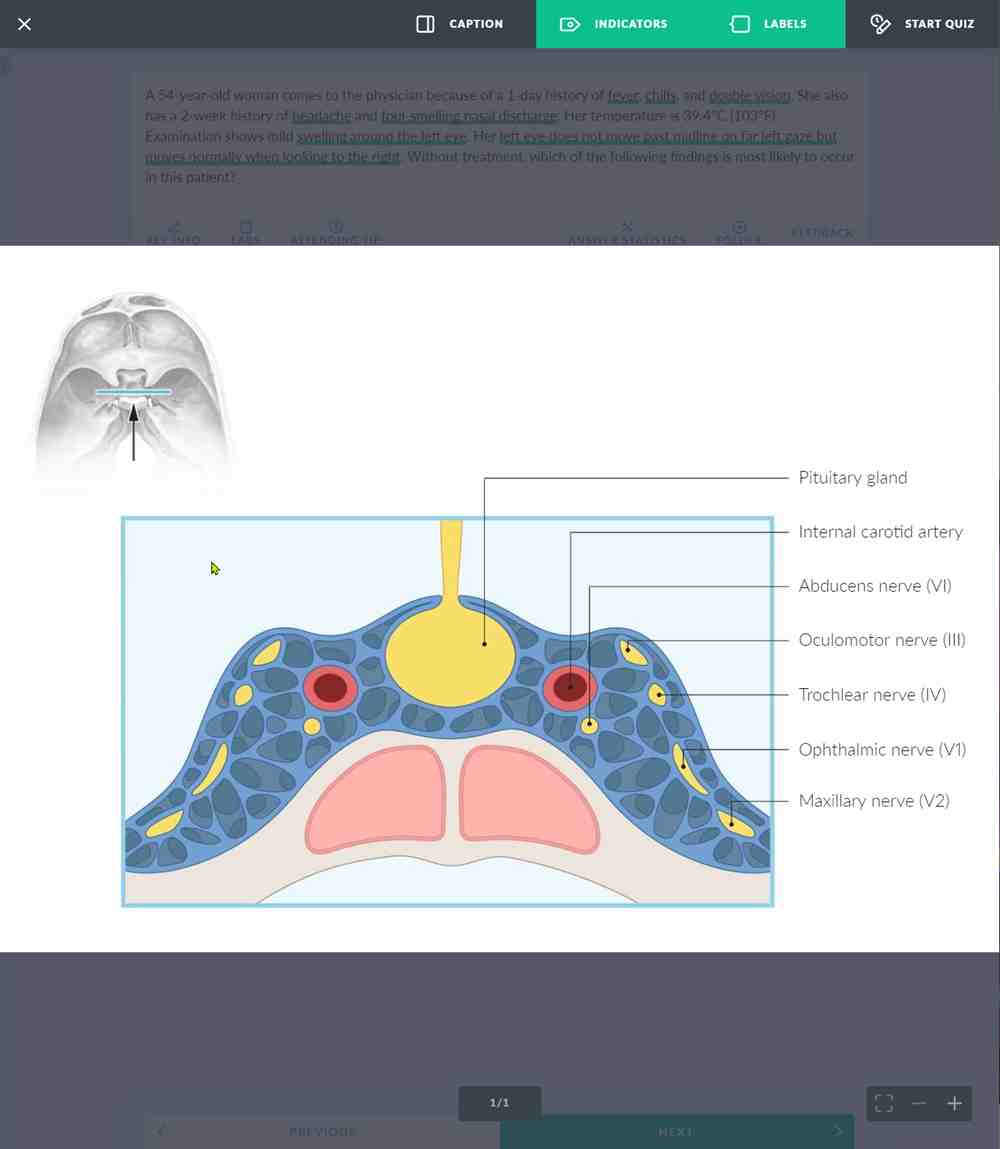 CAPTION
INDICATORS
LABELS
START QUIZ
A 54-year-old woman comes to the physician because of a 1-day history of fever, chills, and double vision. She also
has a 2-week history of headache and foul-smelling nasal discharge. Her temperature is 39.4°C (103°F).
Examination shows mild swelling around the left eye. Her left eye does not move past midline on far left gaze but
moves normally when looking to the right. Without treatment, which of the following findings is most likely to occur
in this patient?
KEY INFO
LABS
ATTENDING TIP
ANSWER STATISTICS
FOLDER
FEEDBACK
Pituitary gland
Internal carotid artery
Abducens nerve (VI)
Oculomotor nerve (III)
Trochlear nerve (IV)
Ophthalmic nerve (V1)
Maxillary nerve (V2)
1/1
PREVIOUS
NEXT